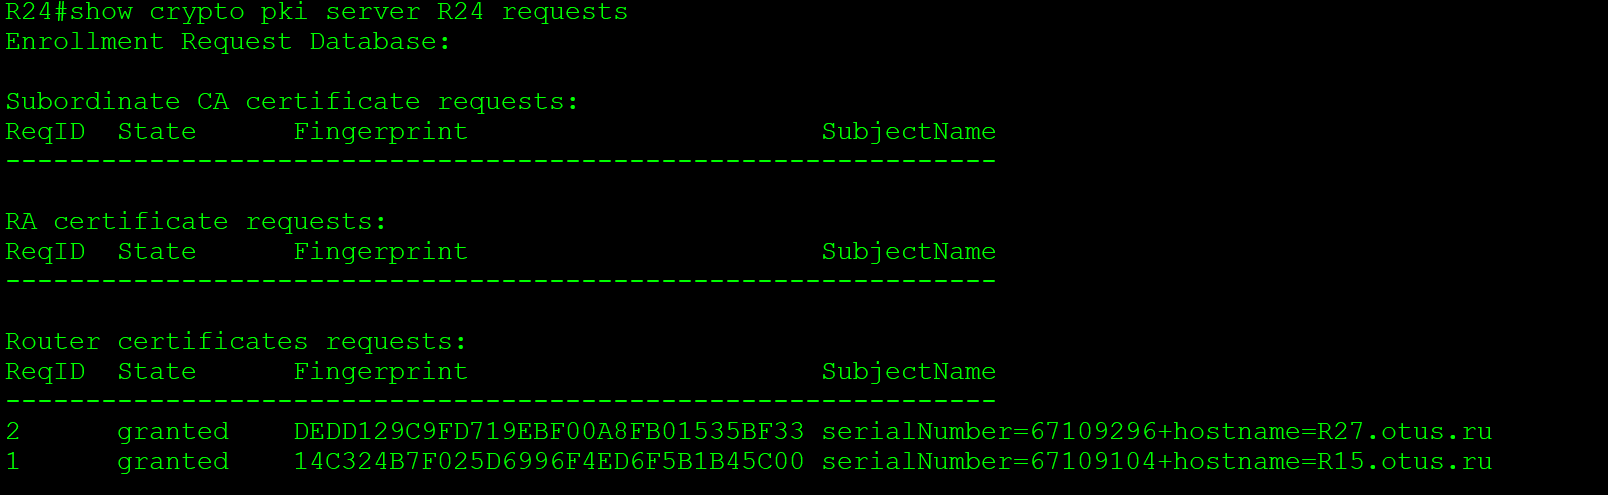 R24#show crypto pki server R24 requests
Enrollment Request Database:

Subordinate CA certificate requests:
ReqID  State      Fingerprint                      SubjectName
--------------------------------------------------------------

RA certificate requests:
ReqID  State      Fingerprint                      SubjectName
--------------------------------------------------------------

Router certificates requests:
ReqID  State      Fingerprint                      SubjectName
--------------------------------------------------------------
2      granted    DEDD129C9FD719EBF00A8FB01535BF33 serialNumber=67109296+hostname=R27.otus.ru
1      granted    14C324B7F025D6996F4ED6F5B1B45C00 serialNumber=67109104+hostname=R15.otus.ru